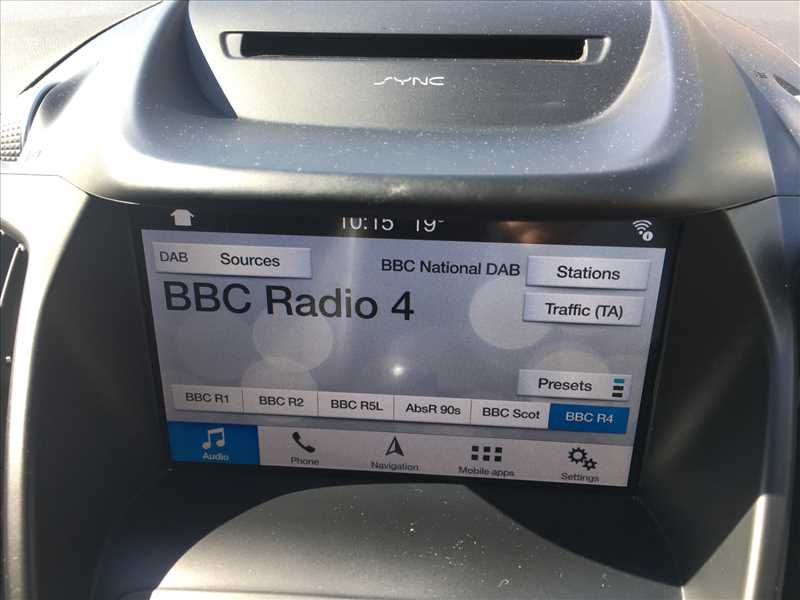 SYNC
10:15 19°
DAB Sources
BBC National DAB
Stations
BBC Radio 4
Traffic (TA)
Presets
BBC R1 BBC R2 BBC R5L AbsR 90s BBC Scot BBC R4
Audio Phone Navigation Mobile apps Settings